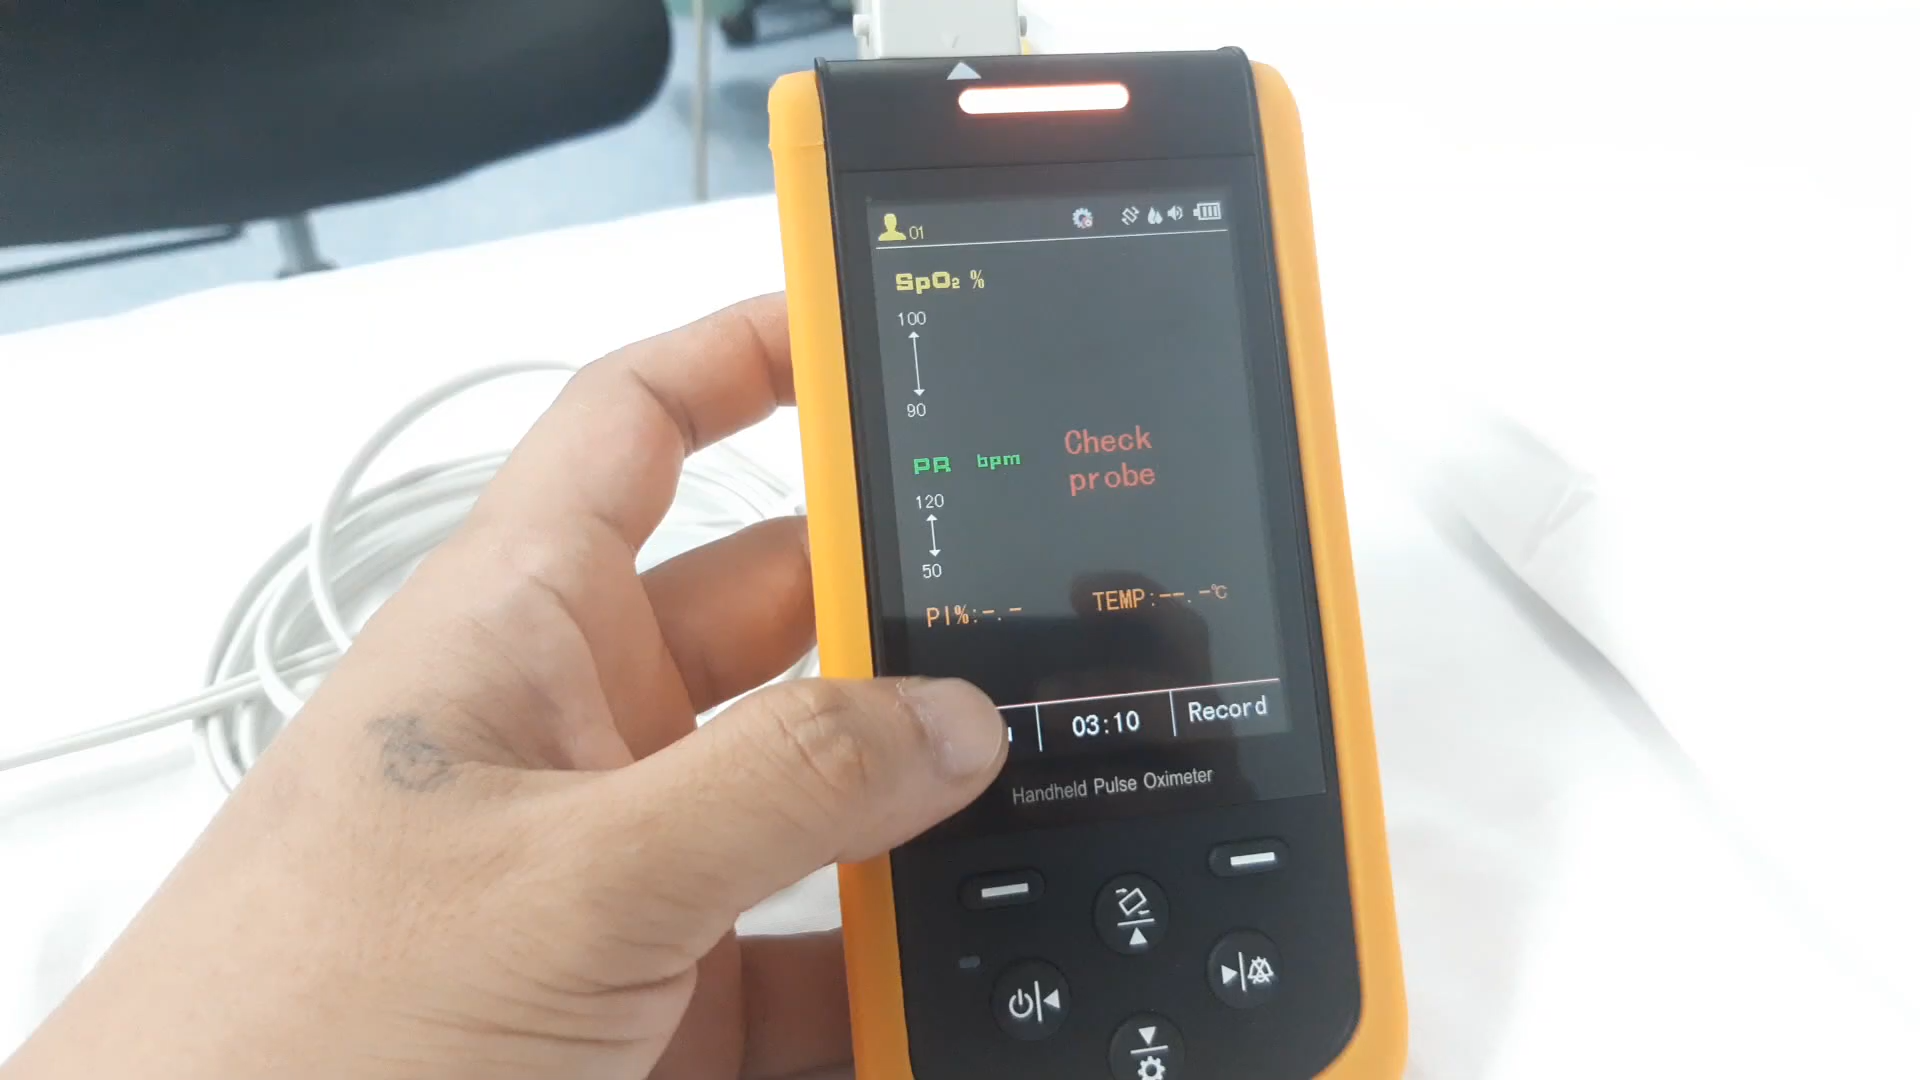 01
SpO₂ %
100
90
PR bpm
Check
probe
120
50
PI%:-.- TEMP:--.-℃
03:10 Record
Handheld Pulse Oximeter